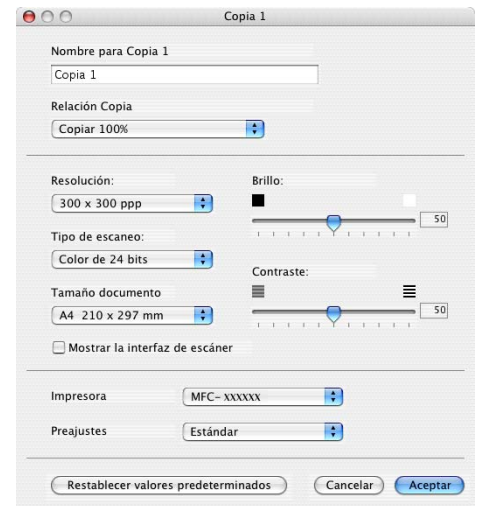 Copia 1
Nombre para Copia 1
Copia 1
Relación Copia
Copiar 100%
Resolución:
300 x 300 ppp
Tipo de escaneo:
Color de 24 bits
Tamaño documento
A4 210 x 297 mm
Mostrar la interfaz de escáner
Brillo:
50
Contraste:
50
Impresora
MFC- xxxxxx
Preajustes
Estándar
Restablecer valores predeterminados
Cancelar
Aceptar